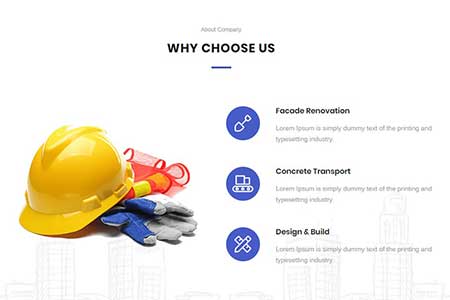 About Company
WHY CHOOSE US
Facade Renovation
Lorem Ipsum is simply dummy text of the printing and
typesetting industry.
Concrete Transport
Lorem Ipsum is simply dummy text of the printing and
typesetting industry.
Design & Build
Lorem Ipsum is simply dummy text of the printing and
typesetting industry.